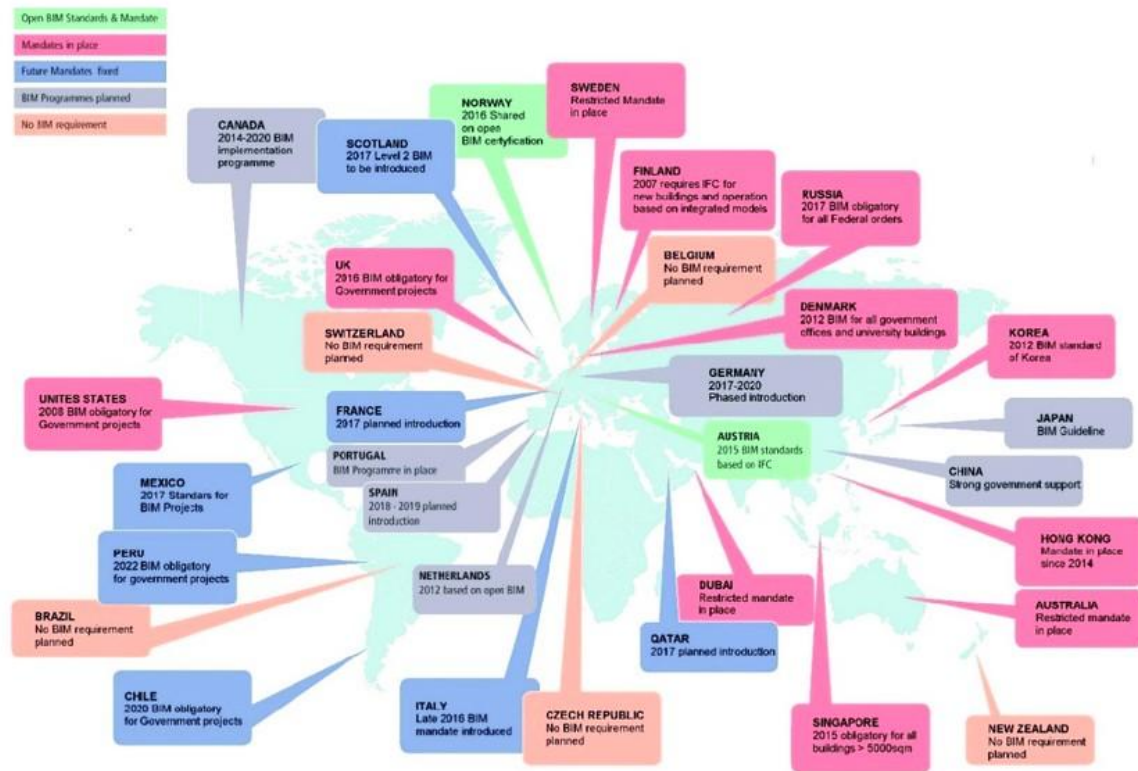 Open BIM Standards & Mandate
Mandates in place
Future Mandates fixed
BIM Programmes planned
No BIM requirement
CANADA
2014-2020 BIM
implementation
programme
SCOTLAND
2017 Level 2 BIM
to be introduced
NORWAY
2016 Shared
on open
BIM certyfication
SWEDEN
Restricted Mandate
in place
FINLAND
2007 requires IFC for
new buildings and operation
based on integrated models
RUSSIA
2017 BIM obligatory
for all Federal orders
UK
2016 BIM obligatory for
Government projects
BELGIUM
No BIM requirement
planned
SWITZERLAND
No BIM requirement
planned
DENMARK
2012 BIM for all government
offices and university buildings
KOREA
2012 BIM standard
of Korea
UNITES STATES
2008 BIM obligatory for
Government projects
FRANCE
2017 planned introduction
GERMANY
2017-2020
Phased introduction
JAPAN
BIM Guideline
AUSTRIA
2015 BIM standards
based on IFC
PORTUGAL
BIM Programme in place
CHINA
Strong government support
MEXICO
2017 Standars for
BIM Projects
SPAIN
2018 - 2019 planned
introduction
HONG KONG
Mandate in place
since 2014
PERU
2022 BIM obligatory
for government projects
NETHERLANDS
2012 based on open BIM
DUBAI
Restricted mandate
in place
AUSTRALIA
Restricted mandate
in place
BRAZIL
No BIM requirement
planned
QATAR
2017 planned introduction
CHILE
2020 BIM obligatory
for Government projects
ITALY
Late 2016 BIM
mandate introduced
CZECH REPUBLIC
No BIM requirement
planned
SINGAPORE
2015 obligatory for all
buildings > 5000sqm
NEW ZEALAND
No BIM requirement
planned